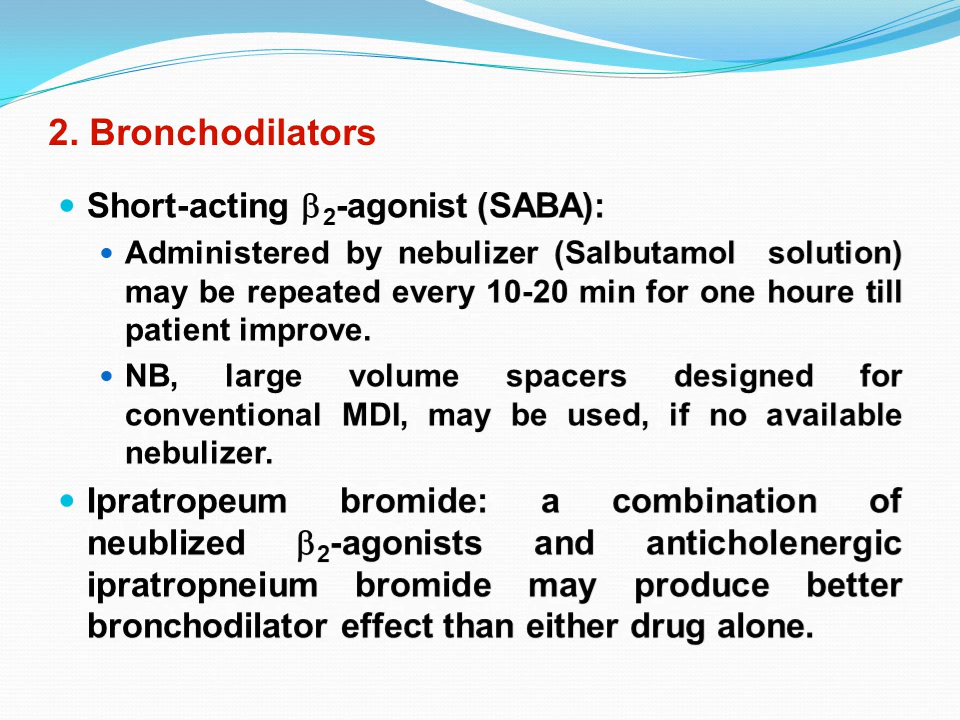 2. Bronchodilators
• Short-acting β2-agonist (SABA):
• Administered by nebulizer (Salbutamol solution)
may be repeated every 10-20 min for one houre till
patient improve.
• NB, large volume spacers designed for
conventional MDI, may be used, if no available
nebulizer.
• Ipratropeum bromide: a combination of
neublized β2-agonists and anticholenergic
ipratropneium bromide may produce better
bronchodilator effect than either drug alone.